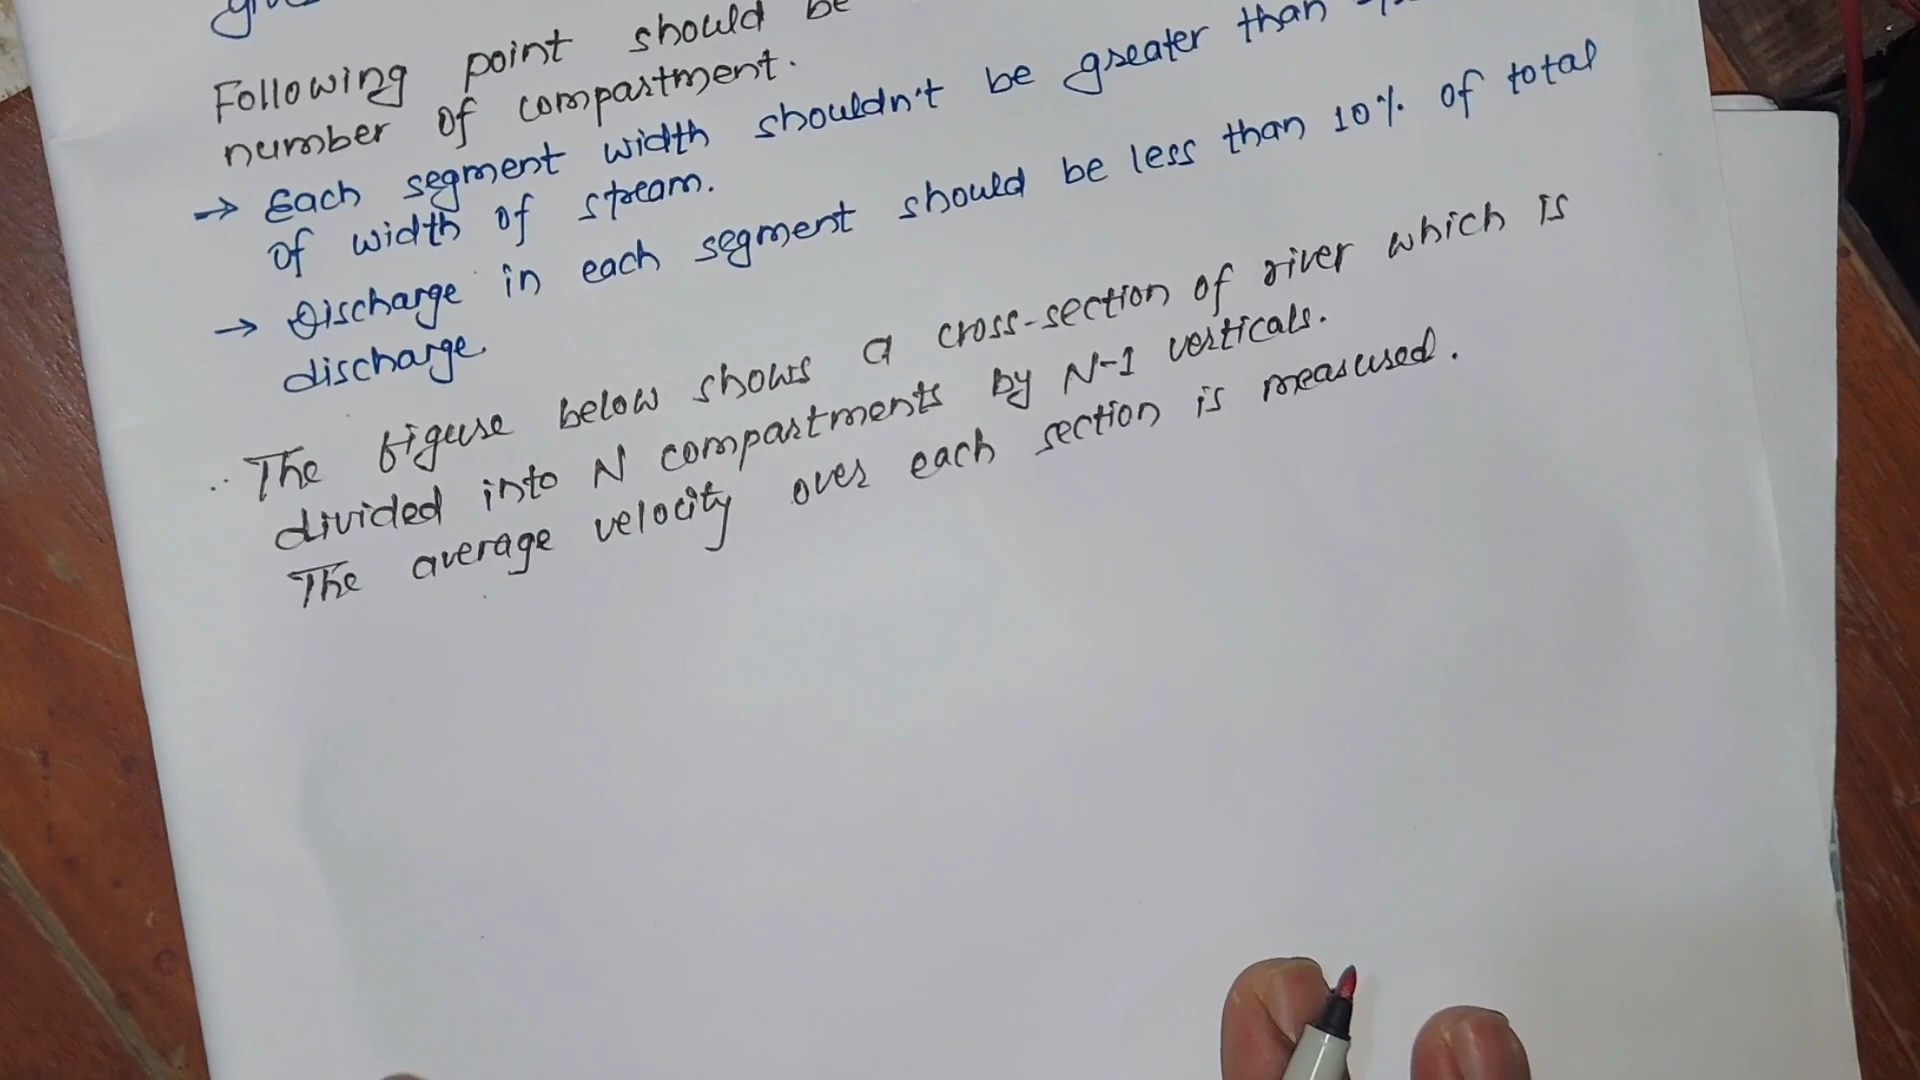 Following point should be
number of compartment.
→ Each segment width shouldn't be greater than
of width of stream.
→ Discharge in each segment should be less than 10% of total
discharge.
The figure below shows a cross-section of river which is
divided into N compartments by N-1 verticals.
The average velocity over each section is measured.